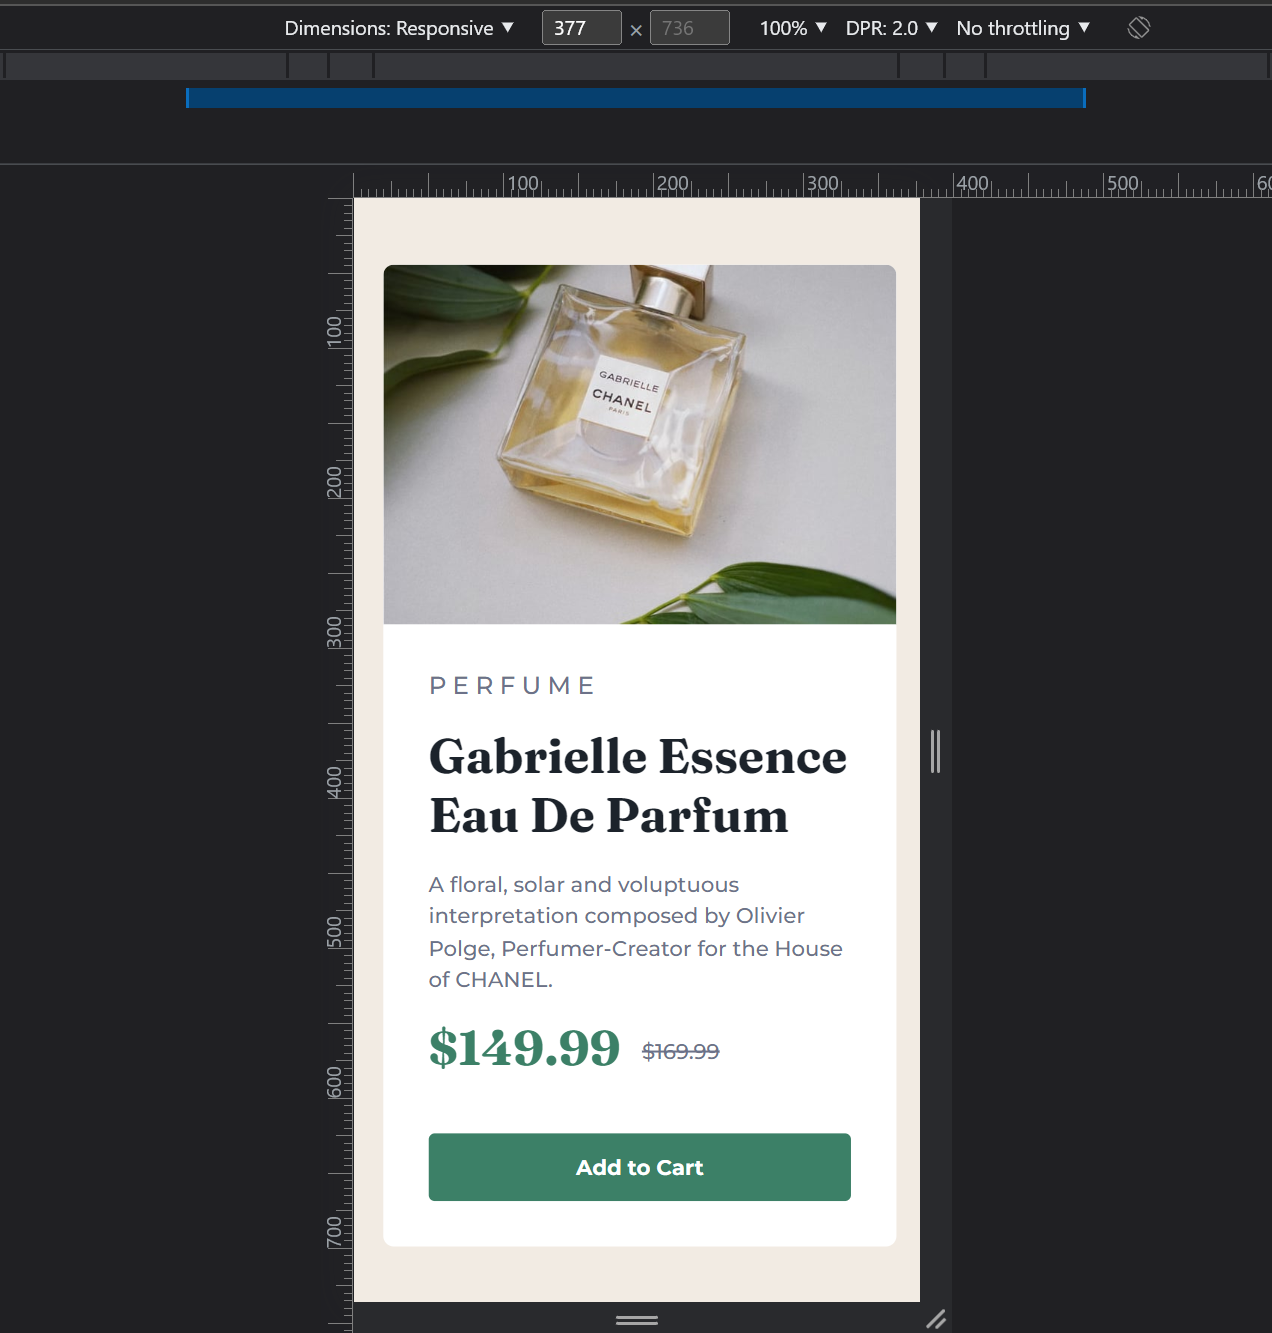 Dimensions: Responsive ▼ 377 × 736 100% ▼ DPR: 2.0 ▼ No throttling ▼
100 200 300 400 500 60
100
200
300
400
500
600
700
GABRIELLE
CHANEL
PARIS
PERFUME
Gabrielle Essence
Eau De Parfum
A floral, solar and voluptuous
interpretation composed by Olivier
Polge, Perfumer-Creator for the House
of CHANEL.
$149.99 $169.99
Add to Cart